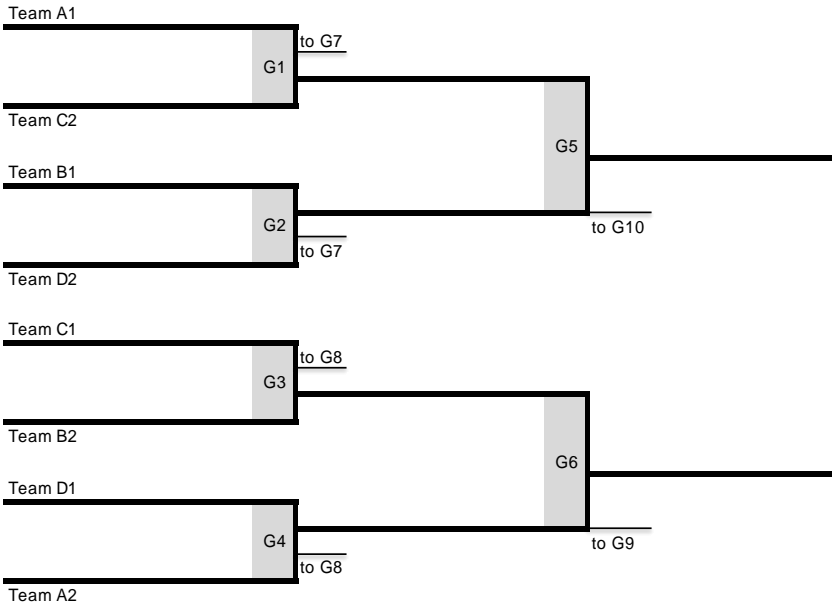 Team A1
to G7
G1
Team C2
G5
Team B1
G2
to G10
to G7
Team D2
Team C1
to G8
G3
Team B2
G6
Team D1
G4
to G9
to G8
Team A2